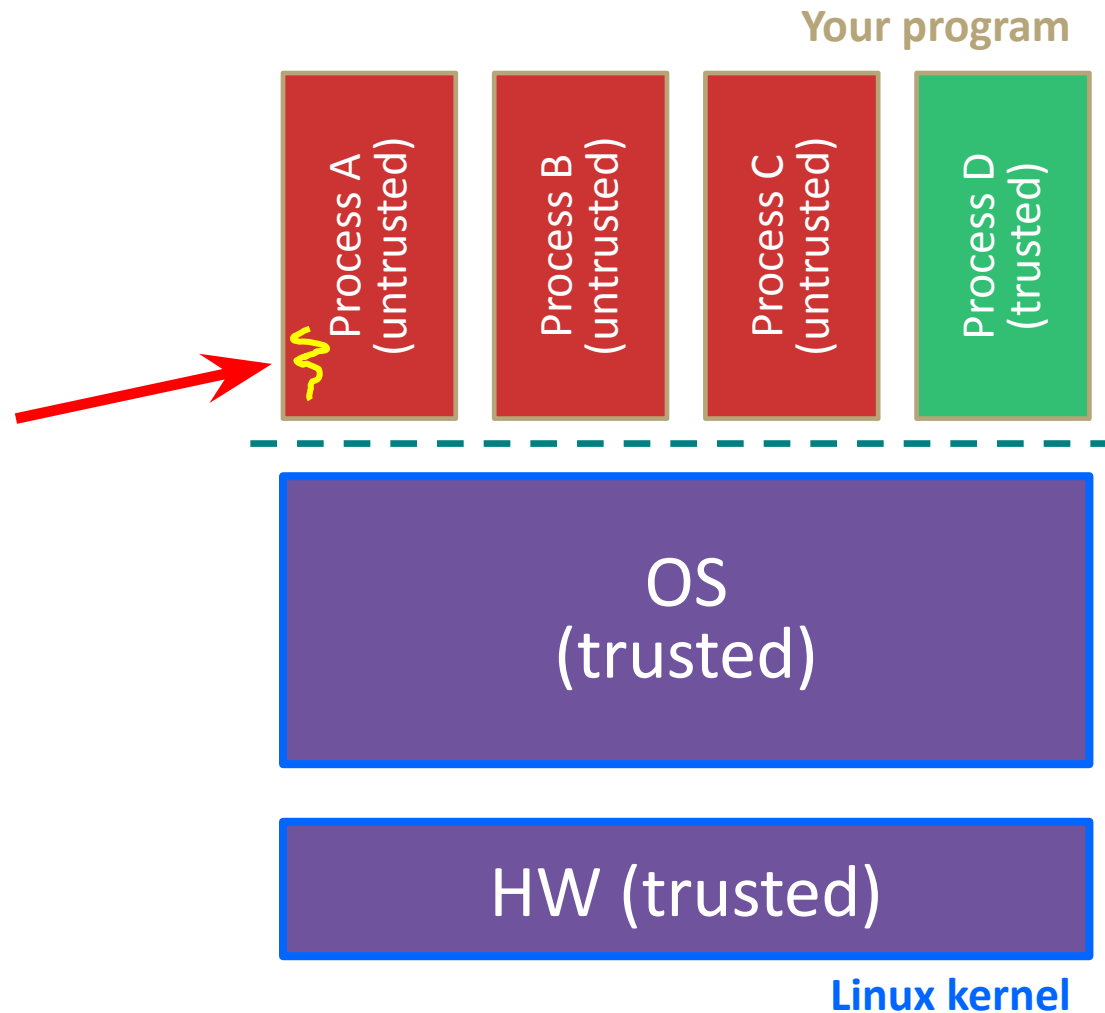 Your program
Process A
(untrusted)
Process B
(untrusted)
Process C
(untrusted)
Process D
(trusted)
OS
(trusted)
HW (trusted)
Linux kernel